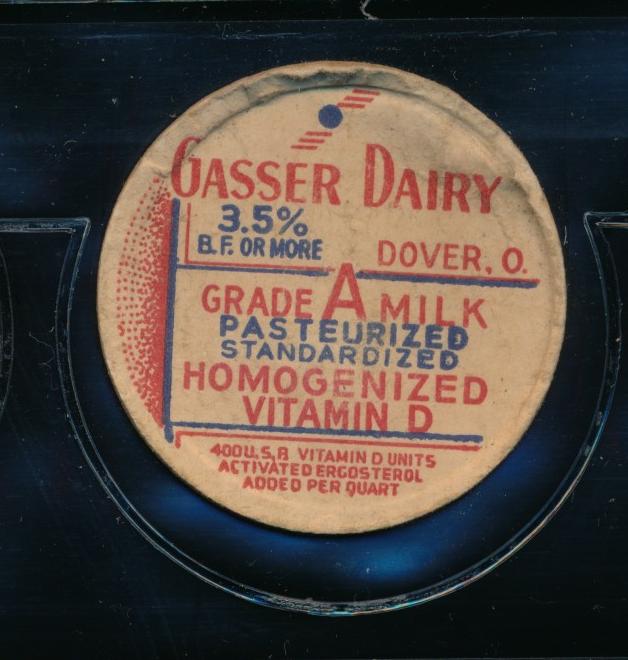 GASSER DAIRY
3.5%
B.F. OR MORE
DOVER, O.
GRADE A MILK
PASTEURIZED
STANDARDIZED
HOMOGENIZED
VITAMIN D
400 U.S.P. VITAMIN D UNITS
ACTIVATED ERGOSTEROL
ADDED PER QUART